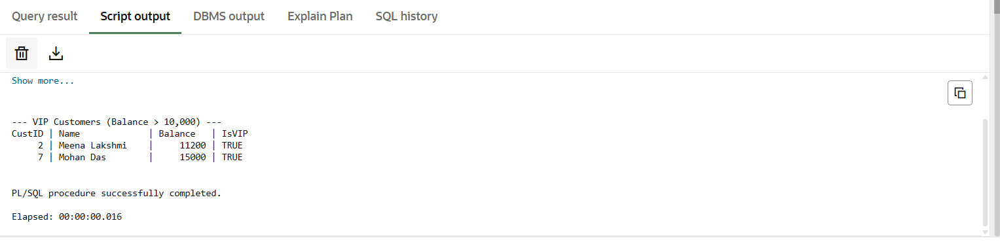 Query result Script output DBMS output Explain Plan SQL history
Show more...
--- VIP Customers (Balance > 10,000) ---
CustID | Name             | Balance   | IsVIP
     2 | Meena Lakshmi    |     11200 | TRUE
     7 | Mohan Das        |     15000 | TRUE
PL/SQL procedure successfully completed.
Elapsed: 00:00:00.016